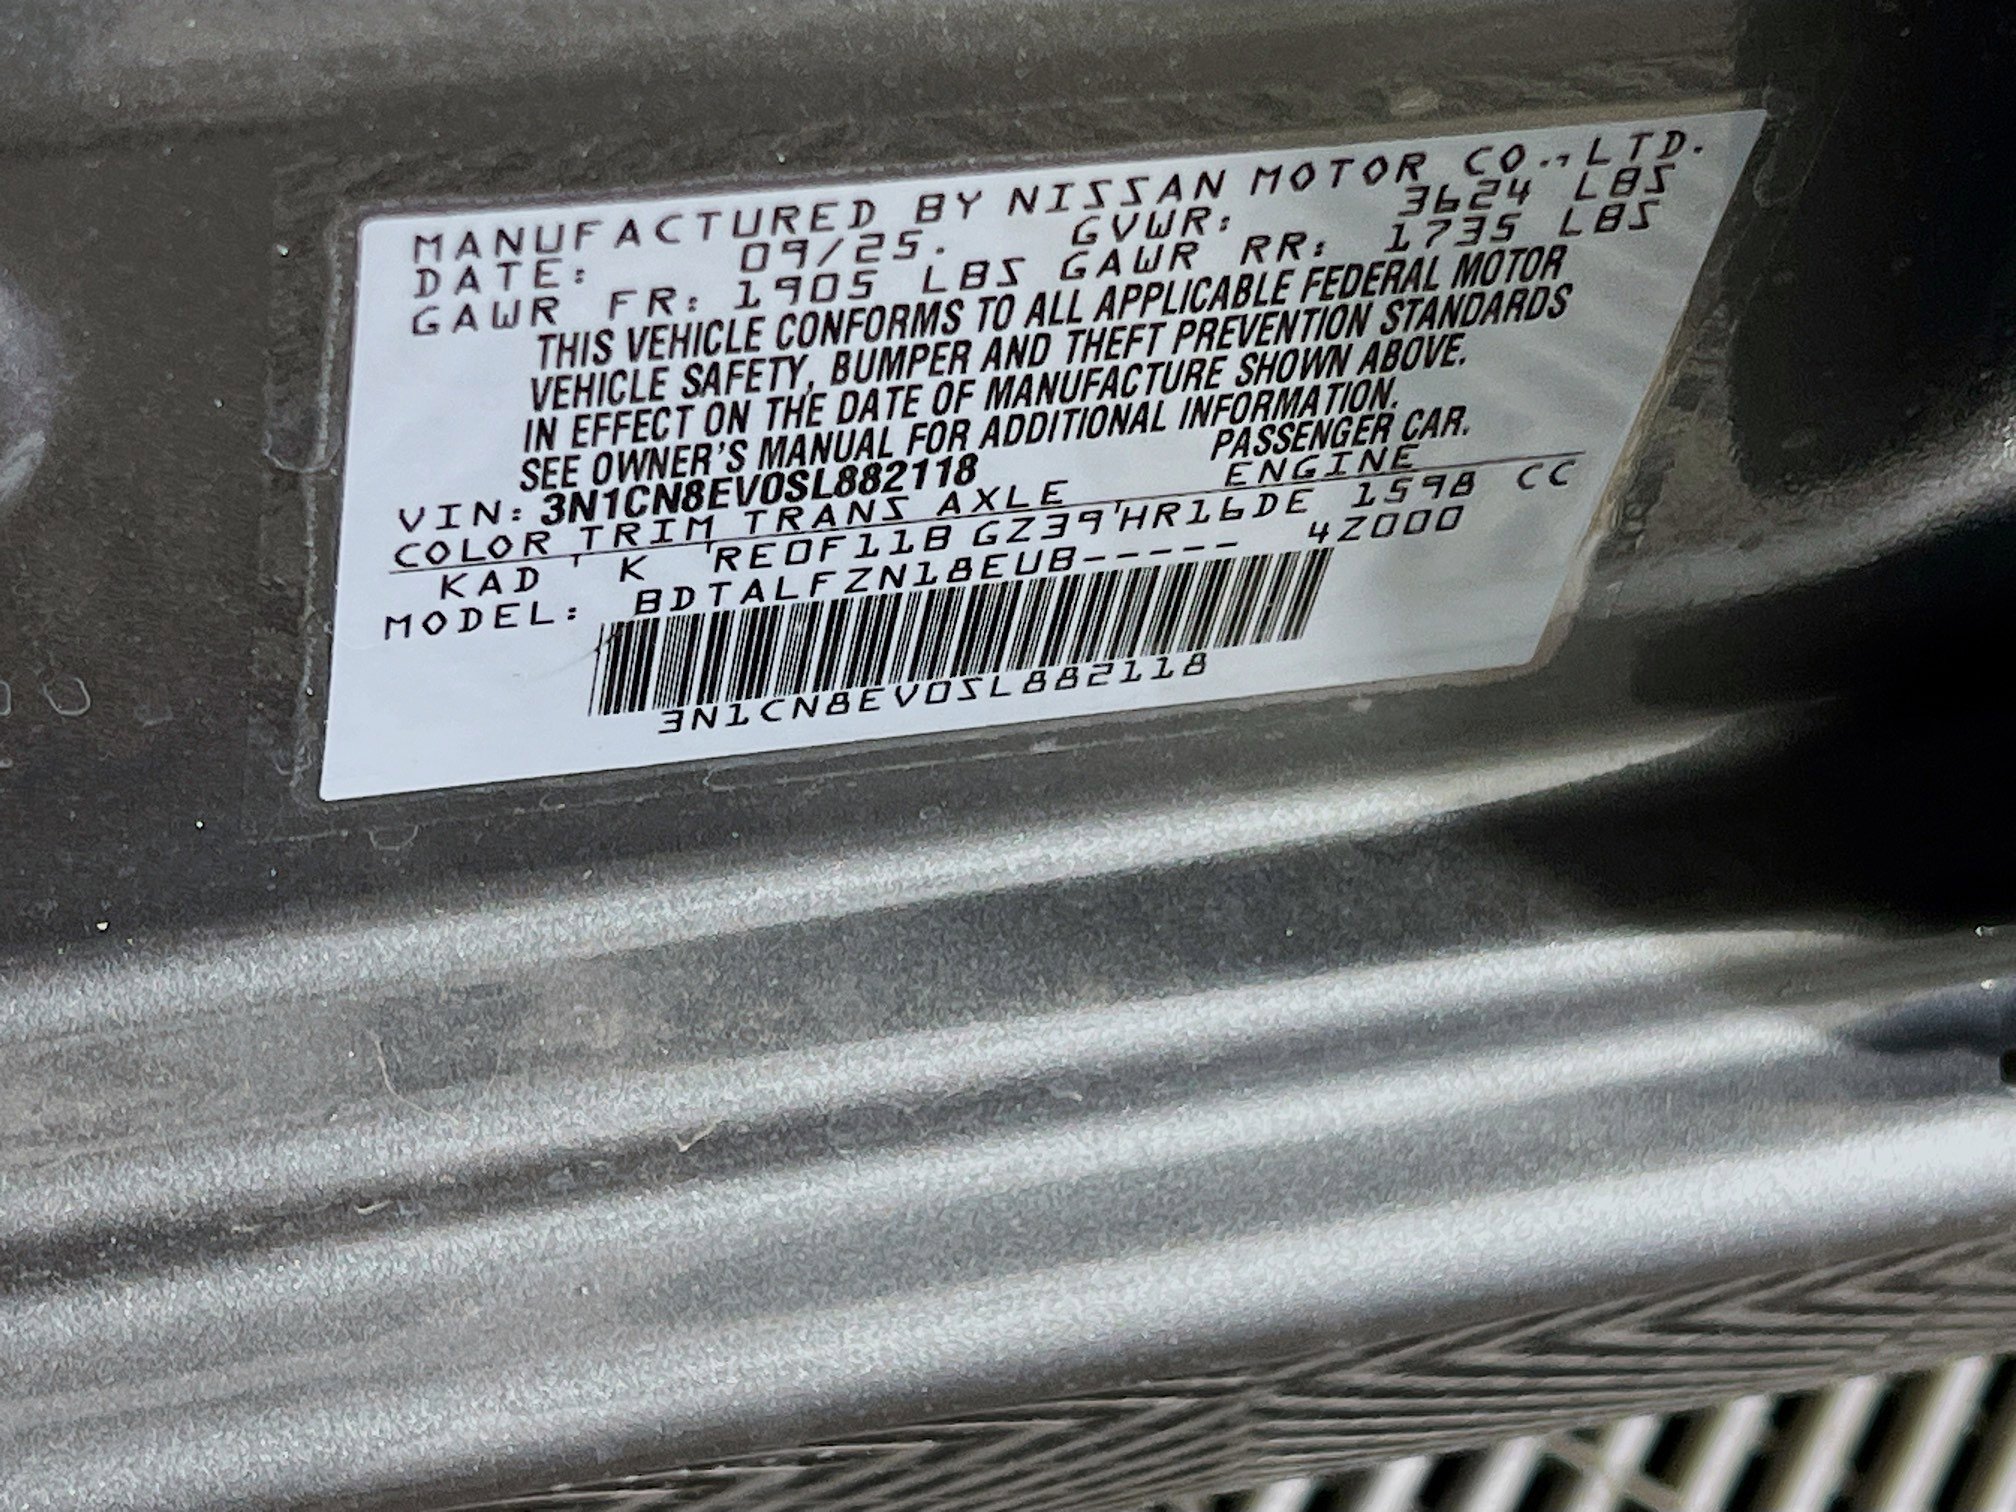 MANUFACTURED BY NISSAN MOTOR CO., LTD.
DATE: 09/25. GVWR: 3624 LBS
GAWR FR: 1905 LBS GAWR RR: 1735 LBS
THIS VEHICLE CONFORMS TO ALL APPLICABLE FEDERAL MOTOR
VEHICLE SAFETY, BUMPER AND THEFT PREVENTION STANDARDS
IN EFFECT ON THE DATE OF MANUFACTURE SHOWN ABOVE.
SEE OWNER'S MANUAL FOR ADDITIONAL INFORMATION.
VIN: 3N1CN8EV0SL882118 PASSENGER CAR.
COLOR TRIM TRANS AXLE ENGINE
KAD K RE0F11B GZ39 HR16DE 1598 CC
MODEL: BDTALFZN18EUB----- 4Z000
3N1CN8EV0SL882118